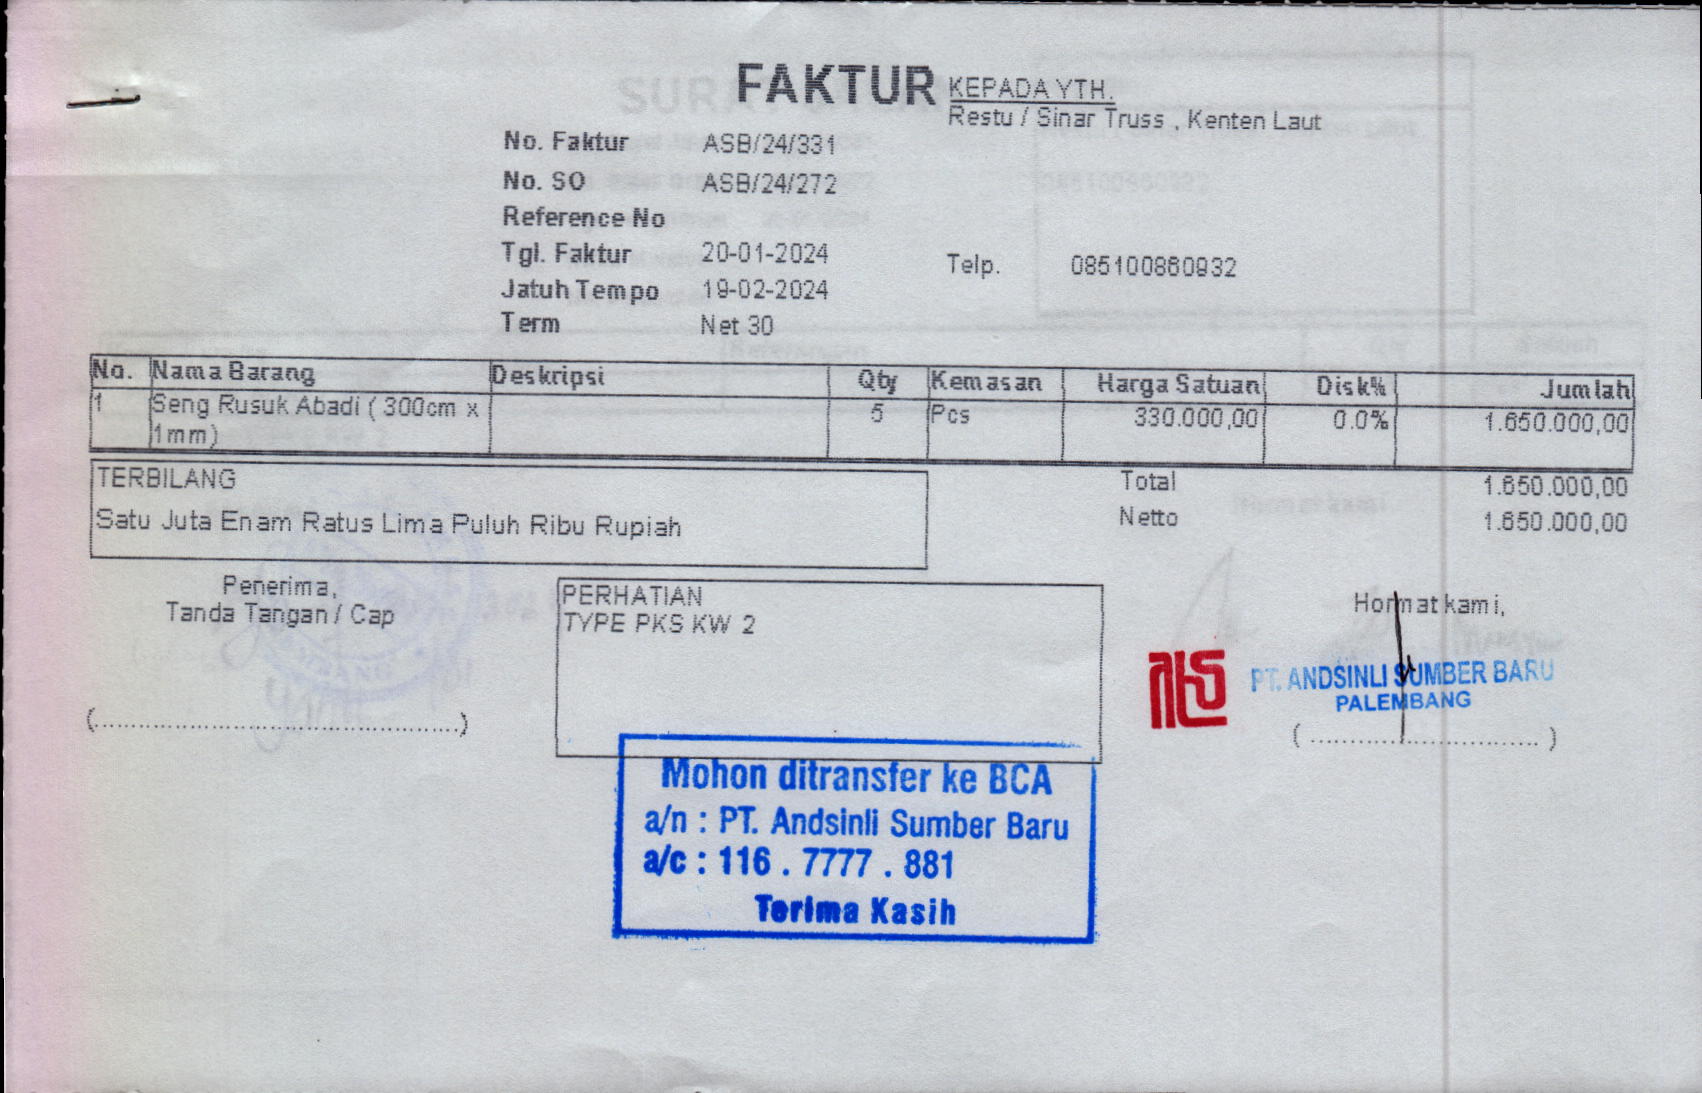 FAKTUR
KEPADA YTH.
Restu / Sinar Truss , Kenten Laut
No. Faktur ASB/24/331
No. SO ASB/24/272
Reference No
Tgl. Faktur 20-01-2024
Telp. 085100860932
Jatuh Tempo 19-02-2024
Term Net 30
No. Nama Barang Deskripsi Qty Kemasan Harga Satuan Disk% Jumlah
1 Seng Rusuk Abadi ( 300cm x 5 Pcs 330.000,00 0.0% 1.650.000,00
1mm)
TERBILANG
Satu Juta Enam Ratus Lima Puluh Ribu Rupiah
Total 1.650.000,00
Netto 1.650.000,00
Penerima,
Tanda Tangan / Cap
(..............................................)
PERHATIAN
TYPE PKS KW 2
Hormat kami,
PT. ANDSINLI SUMBER BARU
PALEMBANG
( ............................. )
Mohon ditransfer ke BCA
a/n : PT. Andsinli Sumber Baru
a/c : 116 . 7777 . 881
Terima Kasih